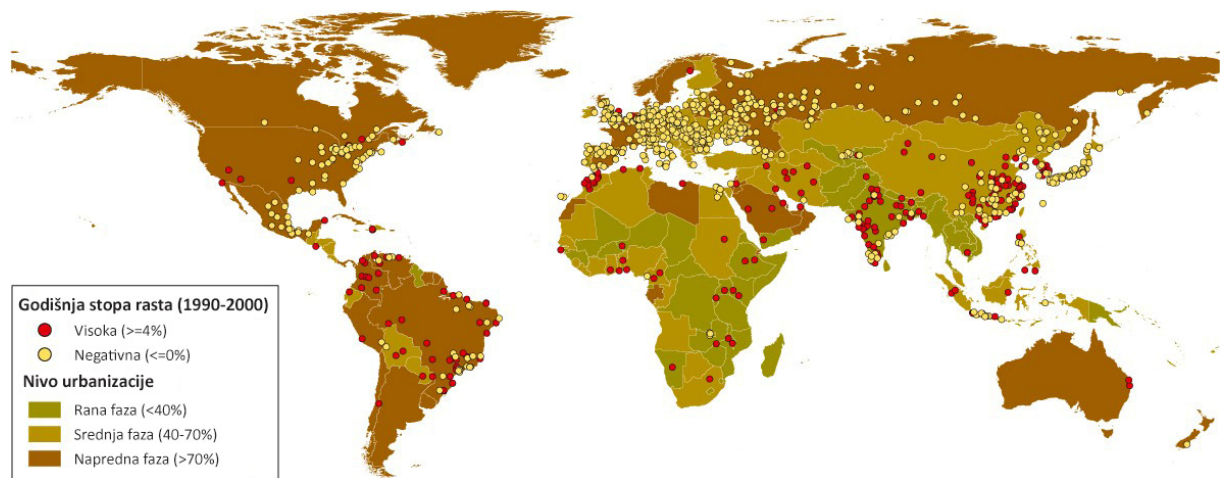 Godišnja stopa rasta (1990-2000)
Visoka (>=4%)
Negativna (<=0%)
Nivo urbanizacije
Rana faza (<40%)
Srednja faza (40-70%)
Napredna faza (>70%)